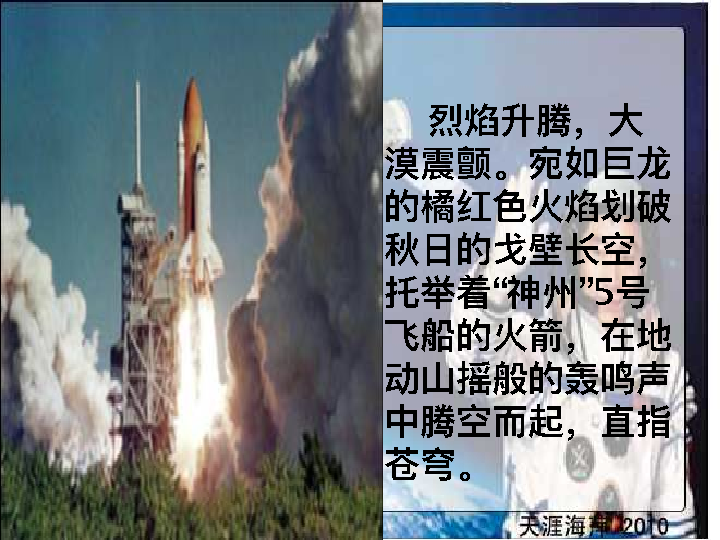 烈焰升腾，大
漠震颤。宛如巨龙
的橘红色火焰划破
秋日的戈壁长空，
托举着“神州”5号
飞船的火箭，在地
动山摇般的轰鸣声
中腾空而起，直指
苍穹。
天涯海拜 2010